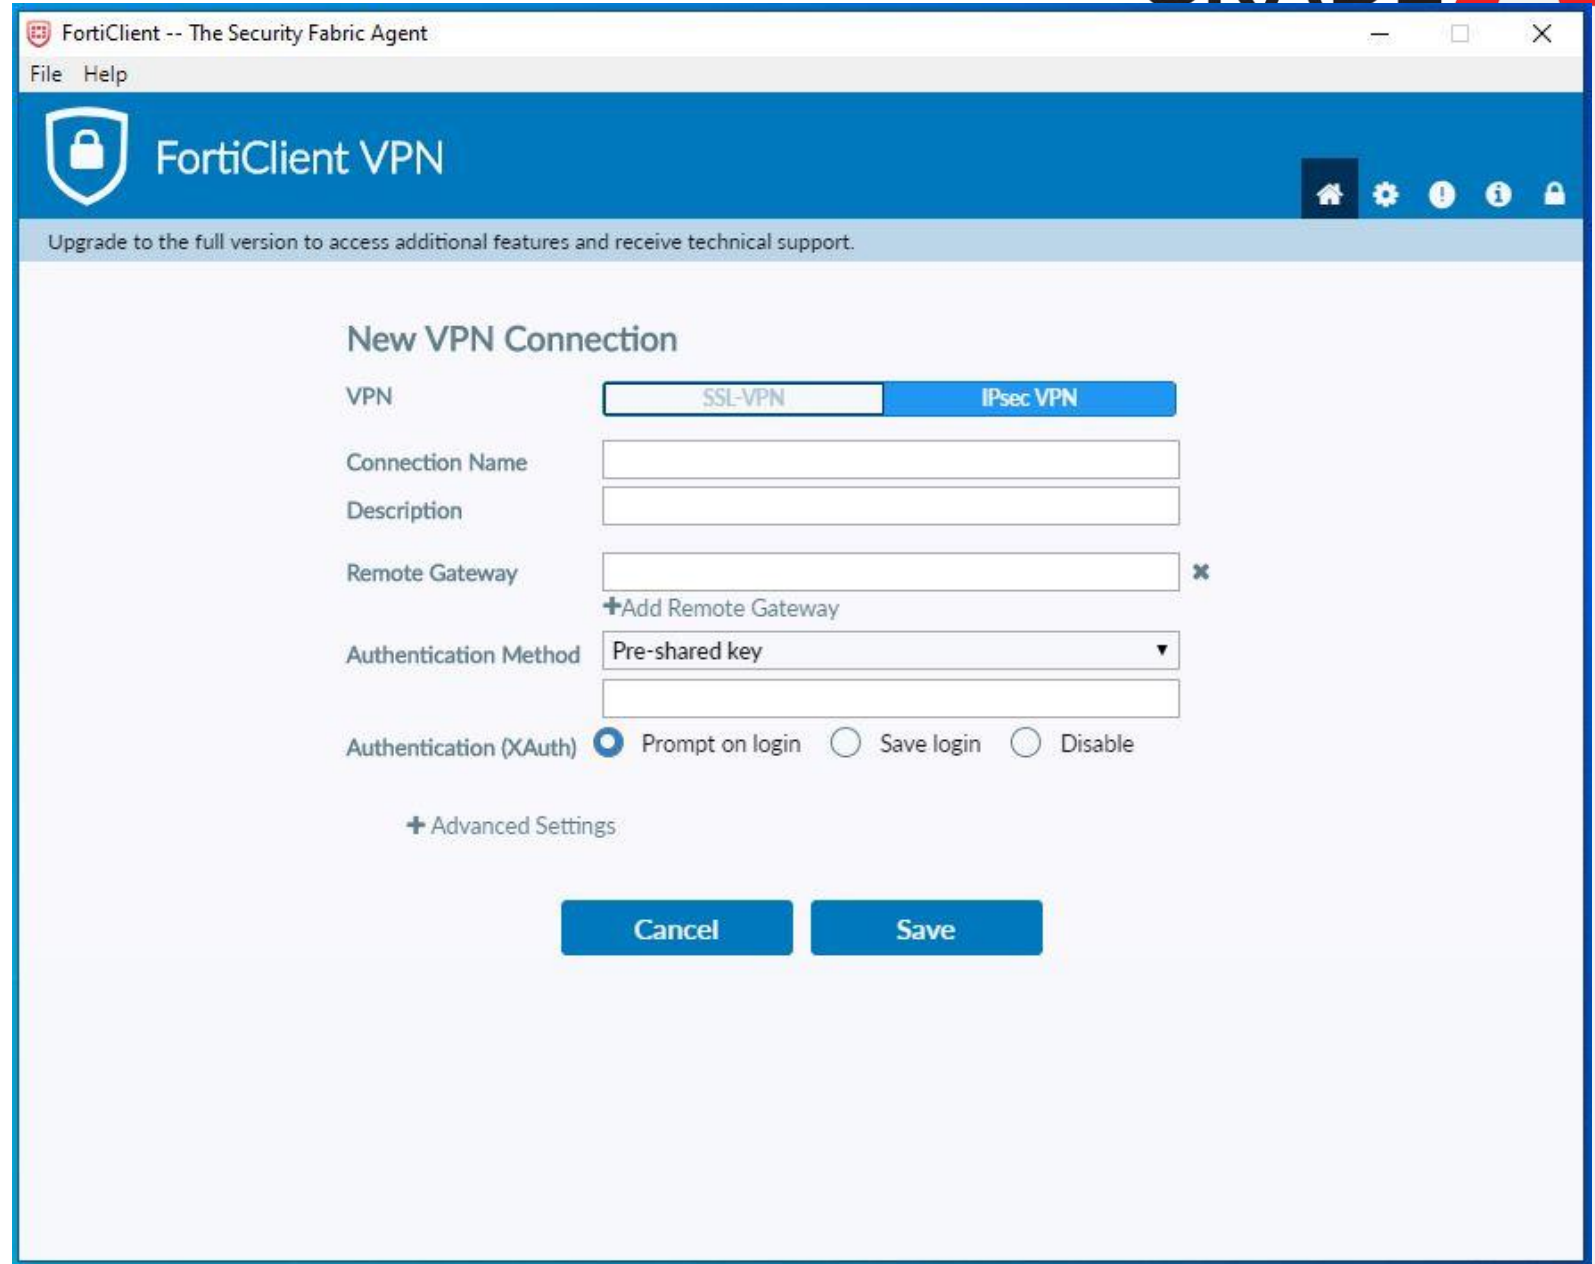 FortiClient -- The Security Fabric Agent
File Help
FortiClient VPN
Upgrade to the full version to access additional features and receive technical support.
New VPN Connection
VPN SSL-VPN IPsec VPN
Connection Name
Description
Remote Gateway
+Add Remote Gateway
Authentication Method Pre-shared key
Authentication (XAuth) Prompt on login Save login Disable
+ Advanced Settings
Cancel Save